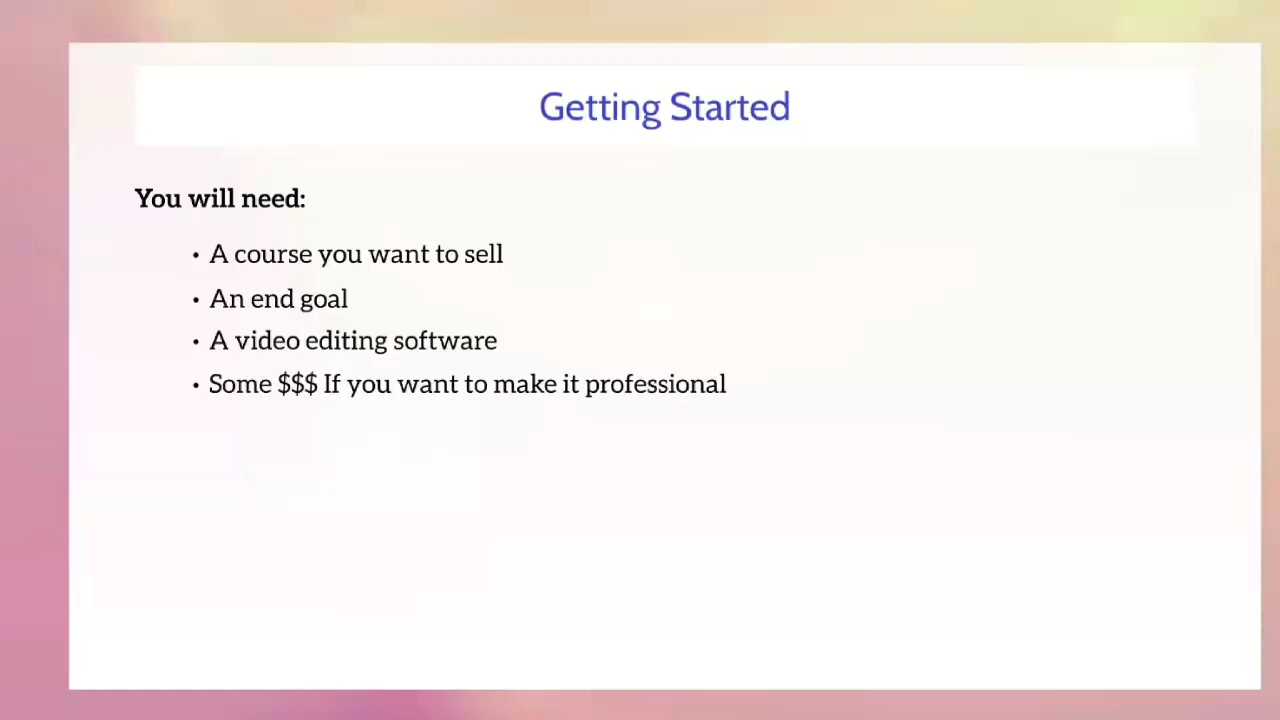 Getting Started
You will need:
• A course you want to sell
• An end goal
• A video editing software
• Some $$$ If you want to make it professional